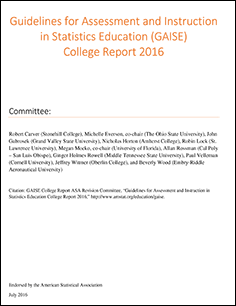 Guidelines for Assessment and Instruction
in Statistics Education (GAISE)
College Report 2016
Committee:
Robert Carver (Stonehill College), Michelle Everson, co-chair (The Ohio State University), John
Gabrosek (Grand Valley State University), Nicholas Horton (Amherst College), Robin Lock (St.
Lawrence University), Megan Mocko, co-chair (University of Florida), Allan Rossman (Cal Poly
– San Luis Obispo), Ginger Holmes Rowell (Middle Tennessee State University), Paul Velleman
(Cornell University), Jeffrey Witmer (Oberlin College), and Beverly Wood (Embry-Riddle
Aeronautical University)
Citation: GAISE College Report ASA Revision Committee, "Guidelines for Assessment and Instruction in
Statistics Education College Report 2016," http://www.amstat.org/education/gaise.
Endorsed by the American Statistical Association
July 2016